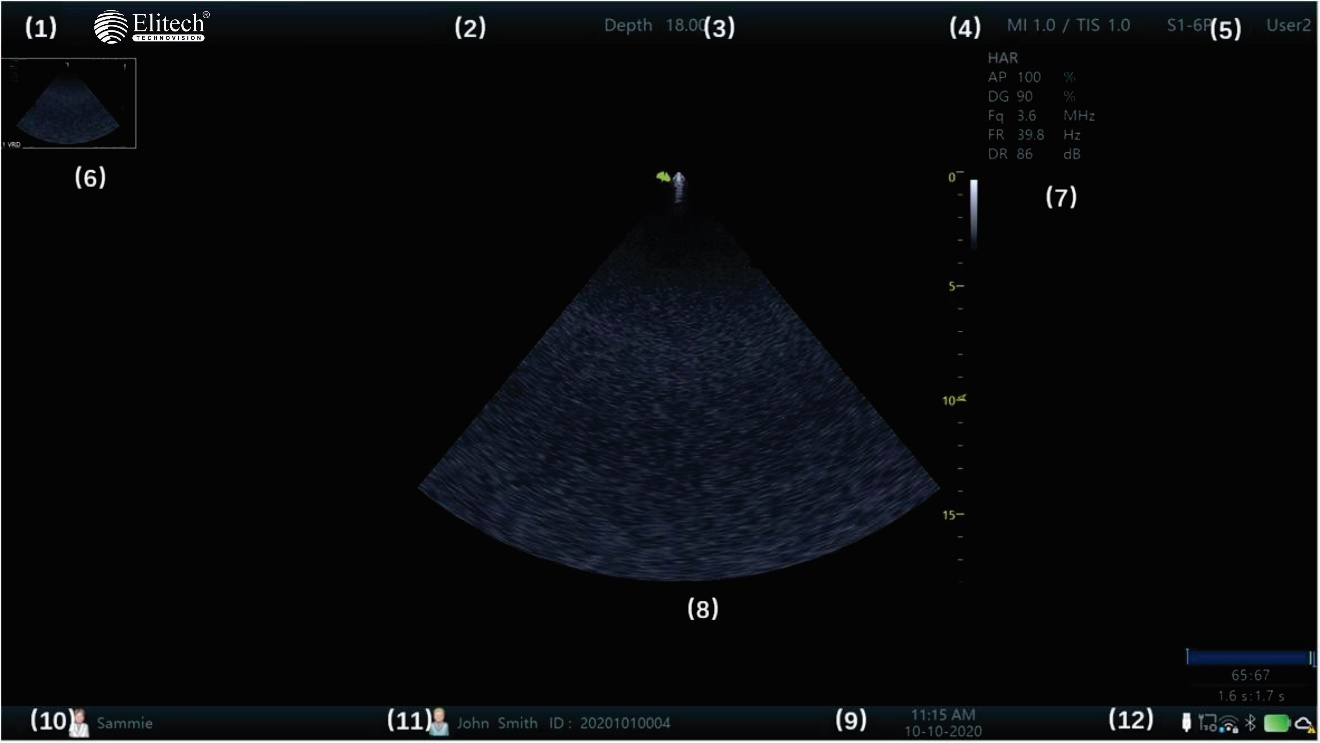 (1) Elitech®
TECHNOVISION
(2) Depth 18.00 (3) (4) MI 1.0 / TIS 1.0 S1-6P (5) User2
HAR
AP 100 %
DG 90 %
Fq 3.6 MHz
FR 39.8 Hz
DR 86 dB
1 VRD
(6)
(7)
0
5
10
15
(8)
65:67
1.6 s:1.7 s
(10) Sammie (11) John Smith ID : 20201010004 (9) 11:15 AM (12)
10-10-2020